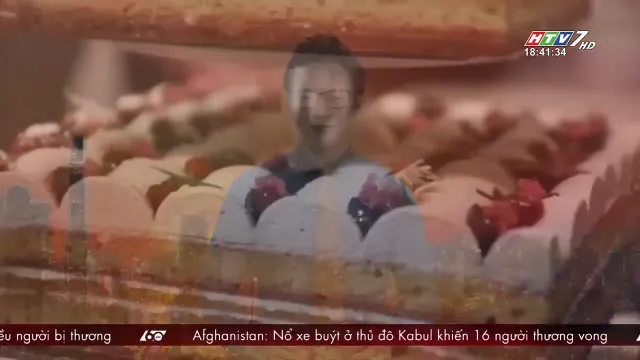 HTV7 HD
18:41:34
ều người bị thương 60 Afghanistan: Nổ xe buýt ở thủ đô Kabul khiến 16 người thương vong